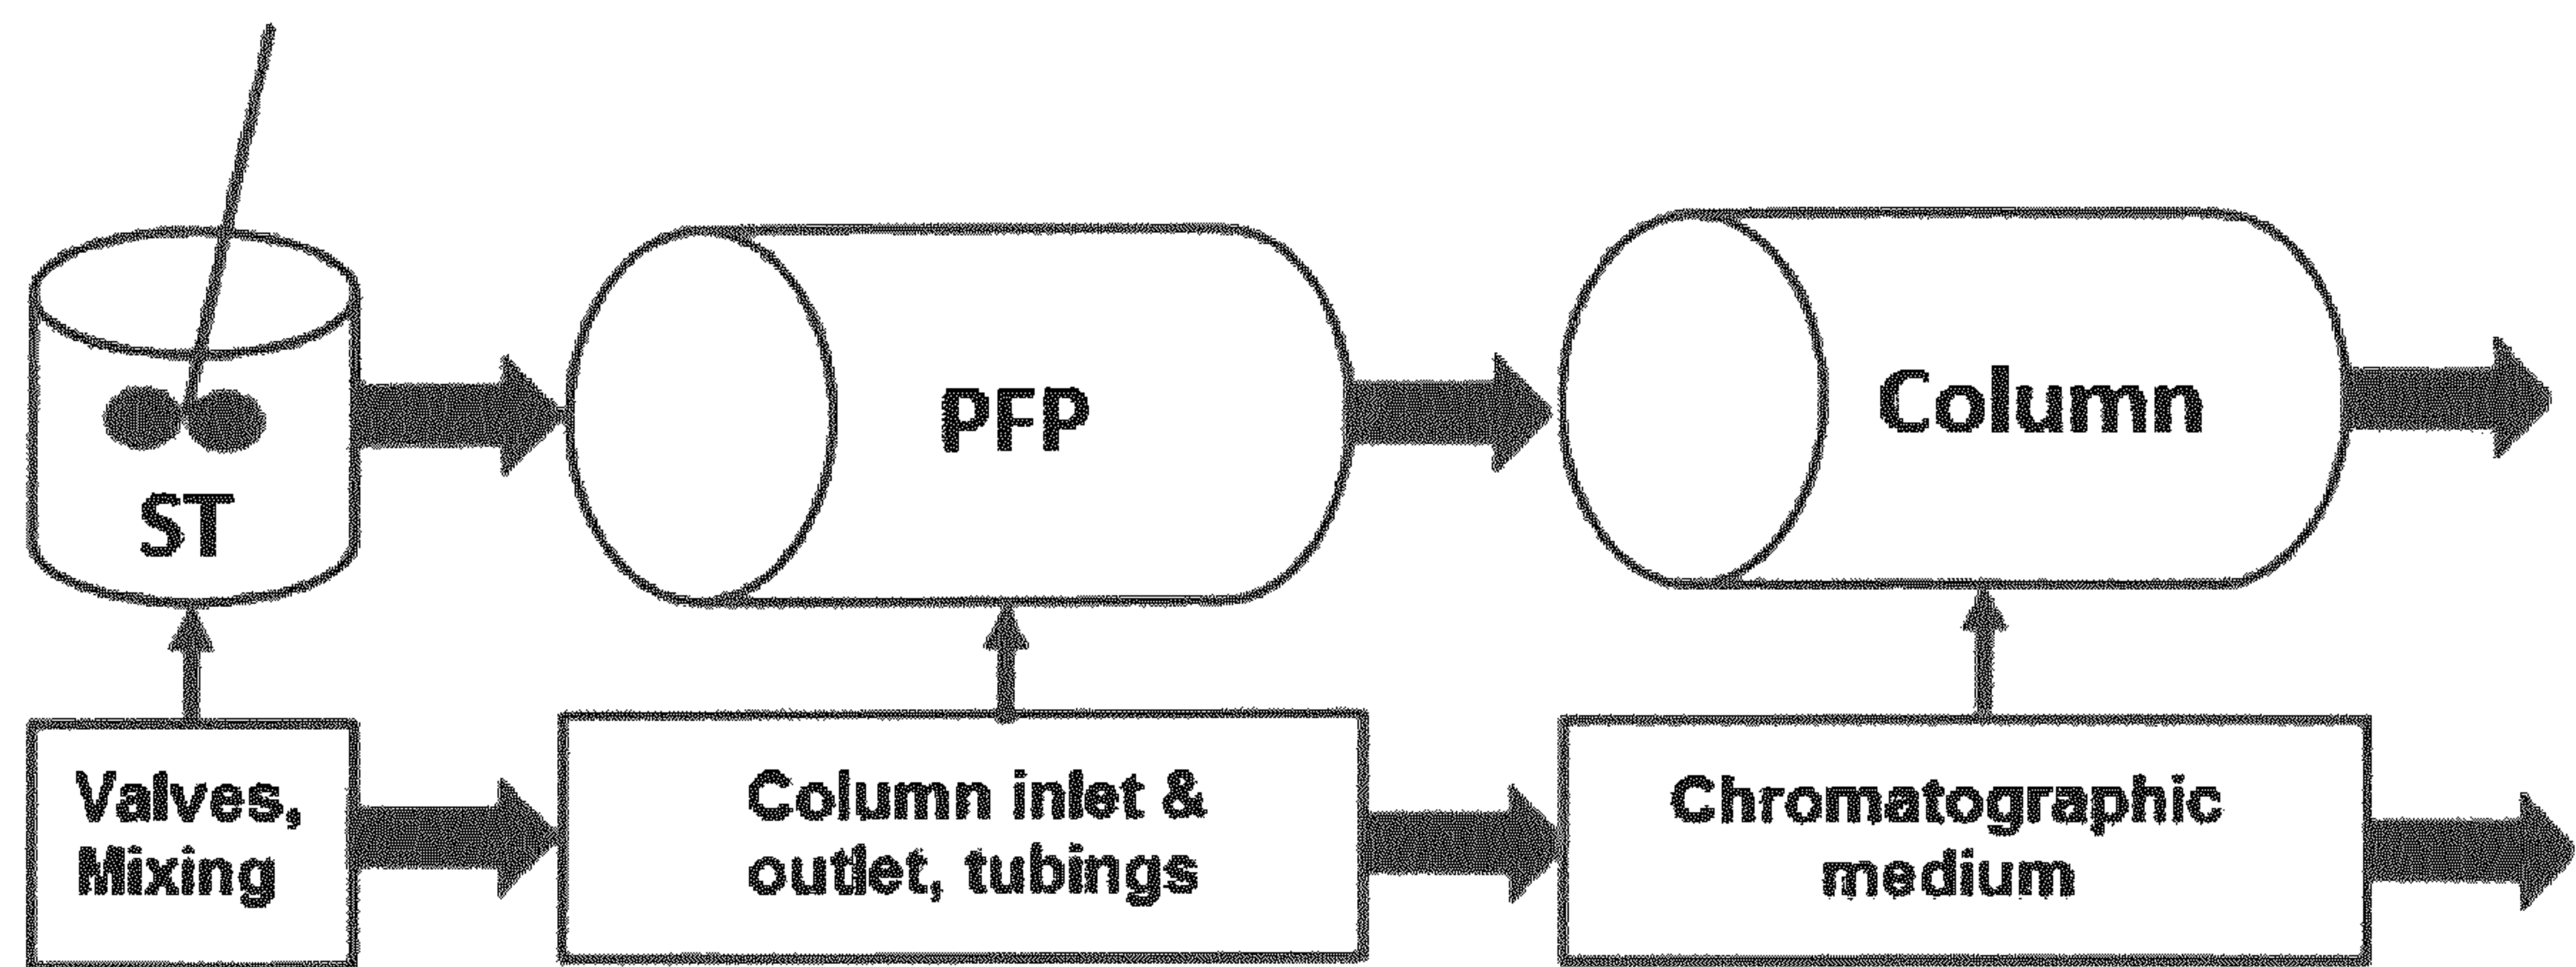 ST
PFP
Column
Valves,
Mixing
Column inlet &
outlet, tubings
Chromatographic
medium